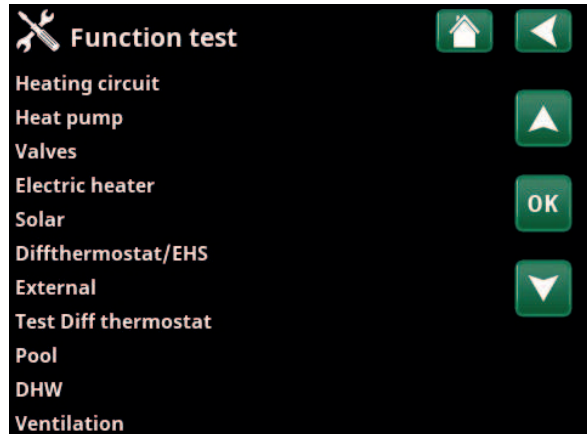 Function test
Heating circuit
Heat pump
Valves
Electric heater
OK
Solar
Diffthermostat/EHS
External
Test Diff thermostat
Pool
DHW
Ventilation